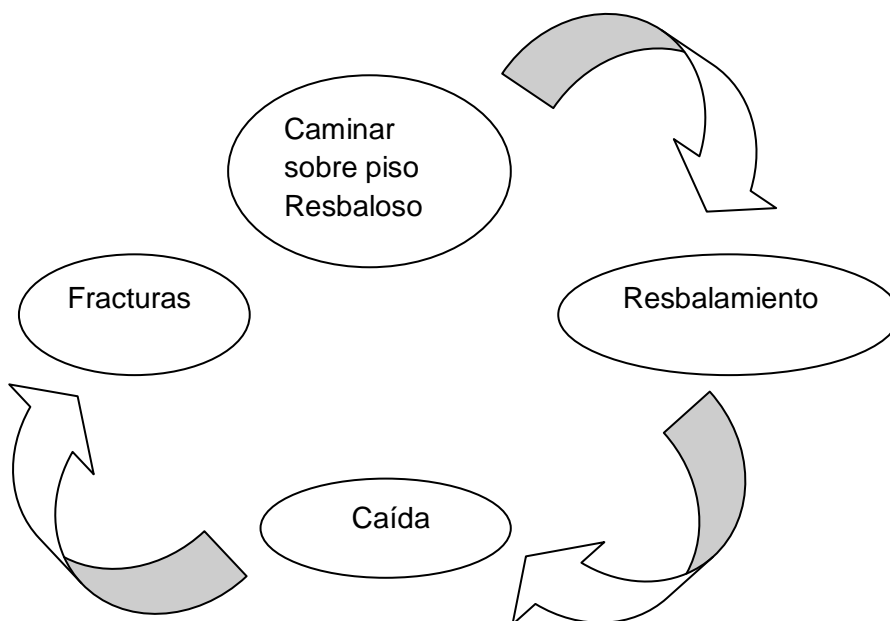 Caminar
sobre piso
Resbaloso
Fracturas
Resbalamiento
Caída